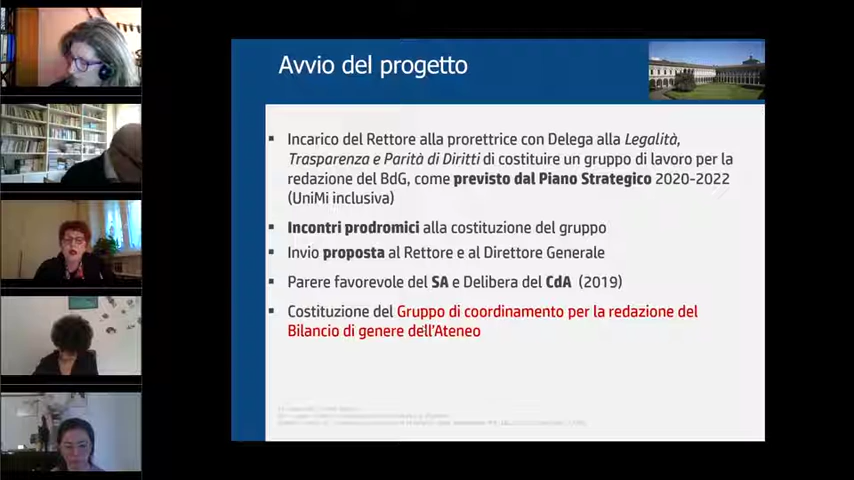 Avvio del progetto
▪ Incarico del Rettore alla prorettrice con Delega alla Legalità,
Trasparenza e Parità di Diritti di costituire un gruppo di lavoro per la
redazione del BdG, come previsto dal Piano Strategico 2020-2022
(UniMi inclusiva)
▪ Incontri prodromici alla costituzione del gruppo
▪ Invio proposta al Rettore e al Direttore Generale
▪ Parere favorevole del SA e Delibera del CdA (2019)
▪ Costituzione del Gruppo di coordinamento per la redazione del
Bilancio di genere dell’Ateneo